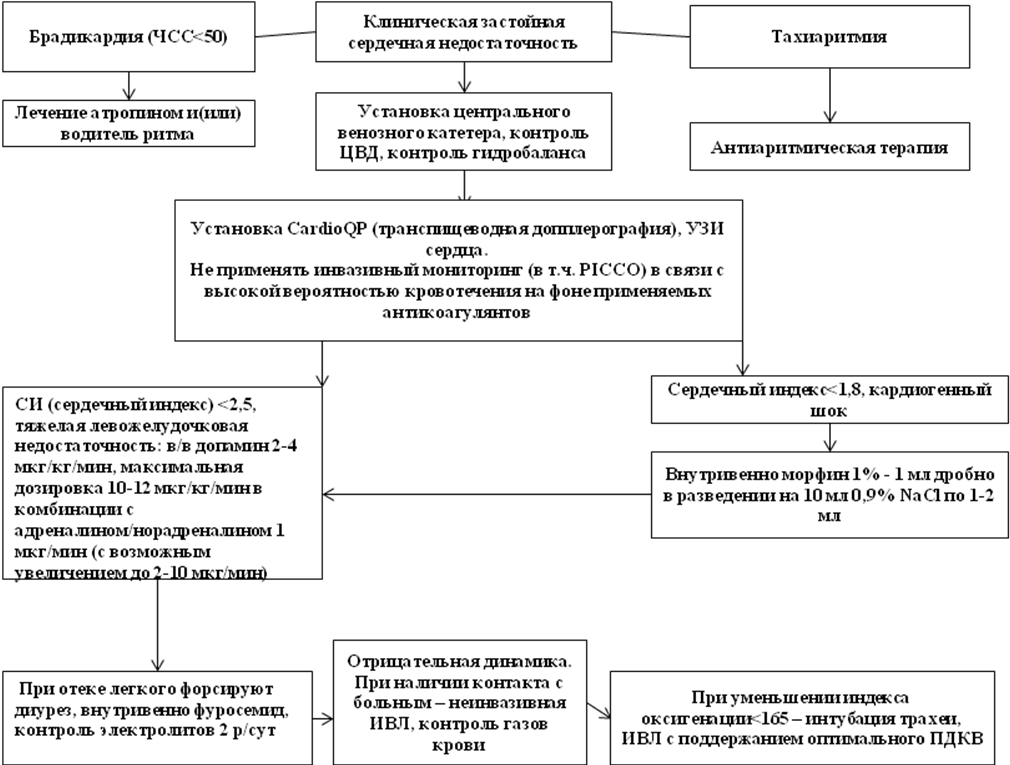 Брадикардия (ЧСС<50)
Клиническая застойная
сердечная недостаточность
Тахиаритмия
Лечение атропином и(или)
водитель ритма
Установка центрального
венозного катетера, контроль
ЦВД, контроль гидробаланса
Антиаритмическая терапия
Установка CardioQP (транспищеводная допплерография), УЗИ
сердца.
Не применять инвазивный мониторинг (в т.ч. PICCO) в связи с
высокой вероятностью кровотечения на фоне применяемых
антикоагулянтов
СИ (сердечный индекс) <2,5,
тяжелая левожелудочковая
недостаточность: в/в допамин 2-4
мкг/кг/мин, максимальная
дозировка 10-12 мкг/кг/мин в
комбинации с
адреналином/норадреналином 1
мкг/мин (с возможным
увеличением до 2-10 мкг/мин)
Сердечный индекс<1,8, кардиогенный
шок
Внутривенно морфин 1% - 1 мл дробно
в разведении на 10 мл 0,9% NaCl по 1-2
мл
При отеке легкого форсируют
диурез, внутривенно фуросемид,
контроль электролитов 2 р/сут
Отрицательная динамика.
При наличии контакта с
больным – неинвазивная
ИВЛ, контроль газов
крови
При уменьшении индекса
оксигенации<165 – интубация трахеи,
ИВЛ с поддержанием оптимального ПДКВ